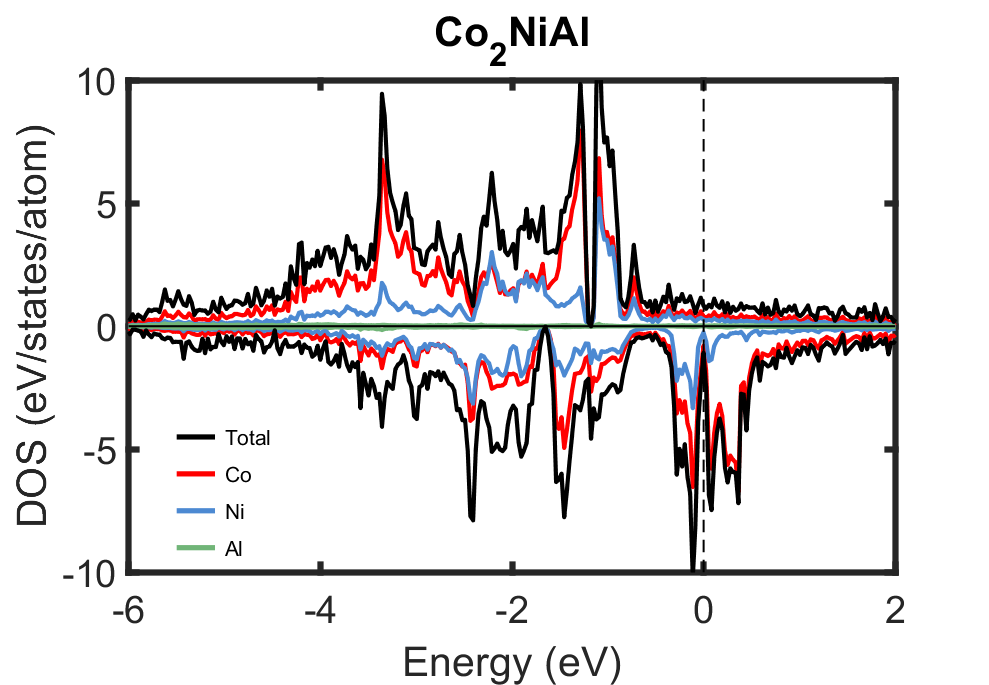 Co₂NiAl
DOS (eV/states/atom)
10
5
0
-5
-10
Total
Co
Ni
Al
-6 -4 -2 0 2
Energy (eV)